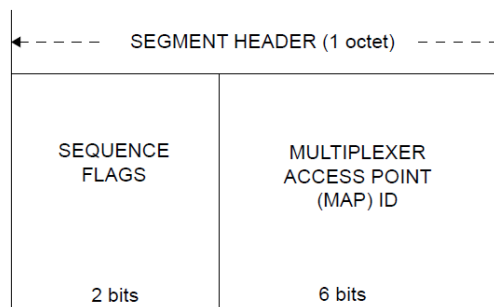 SEGMENT HEADER (1 octet)
SEQUENCE
FLAGS
MULTIPLEXER
ACCESS POINT
(MAP) ID
2 bits
6 bits